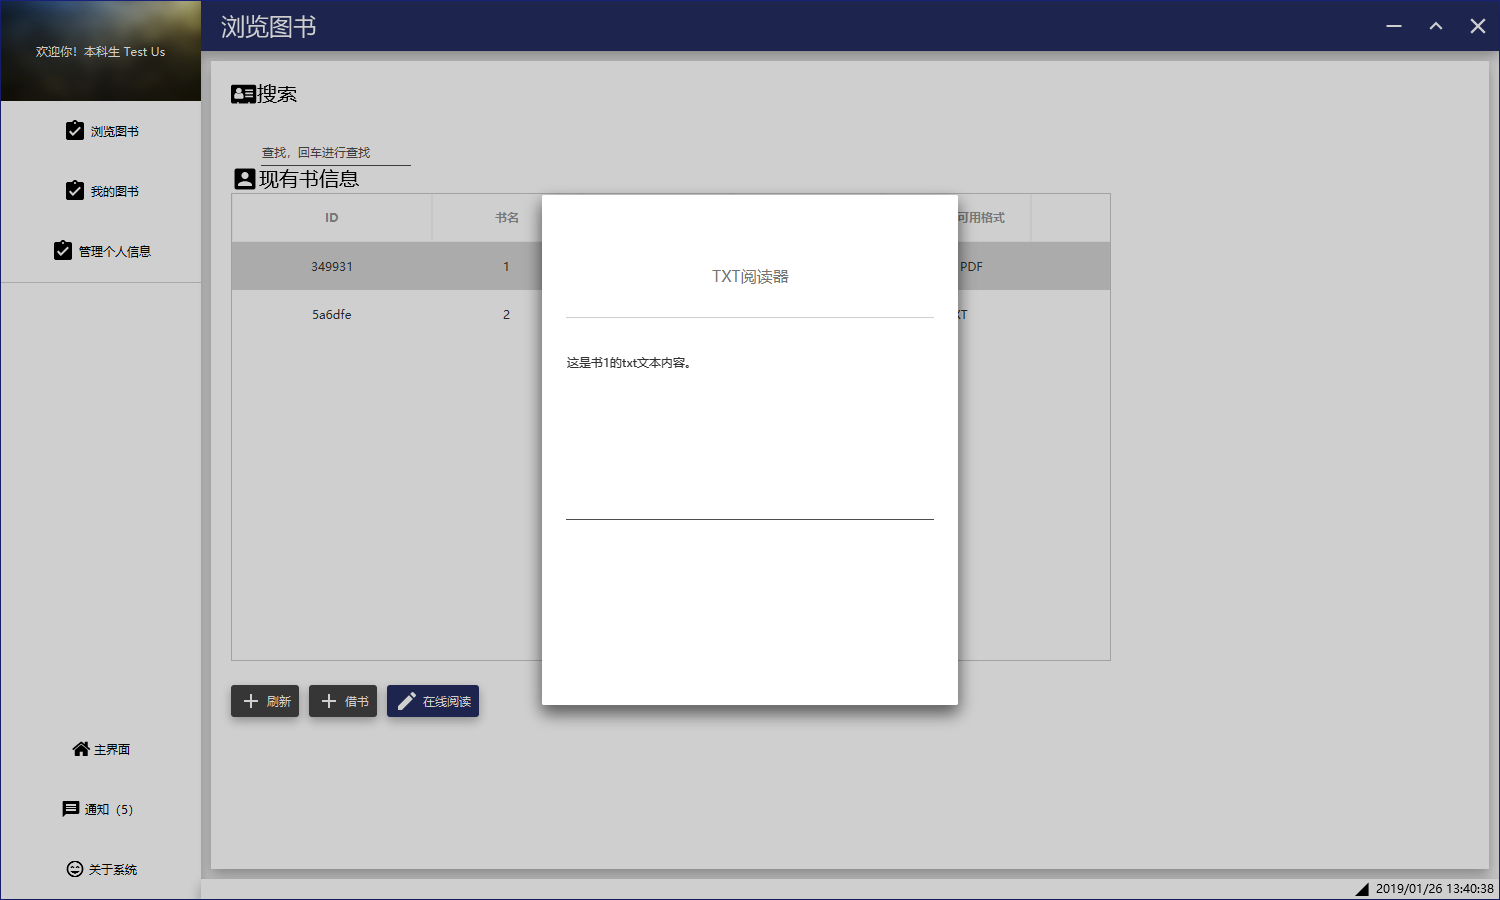 欢迎你！本科生 Test Us
浏览图书
浏览图书
我的图书
管理个人信息
搜索
查找，回车进行查找
现有书信息
ID 书名 可用格式
349931 1 PDF
5a6dfe 2
TXT阅读器
这是书1的txt文本内容。
刷新 借书 在线阅读
主界面
通知（5）
关于系统
2019/01/26 13:40:38